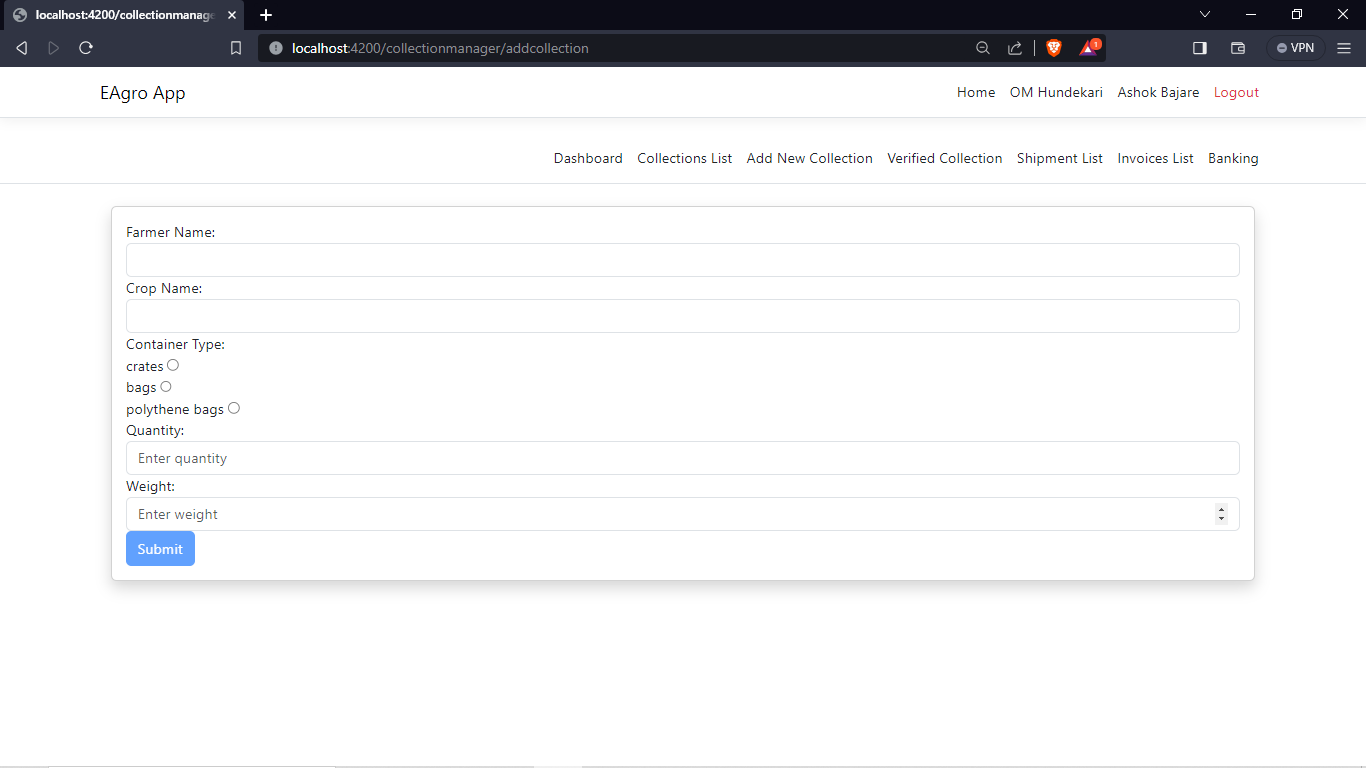 localhost:4200/collectionmanage
localhost:4200/collectionmanager/addcollection
1
VPN
EAgro App
Home OM Hundekari Ashok Bajare Logout
Dashboard Collections List Add New Collection Verified Collection Shipment List Invoices List Banking
Farmer Name:
Crop Name:
Container Type:
crates
bags
polythene bags
Quantity:
Enter quantity
Weight:
Enter weight
Submit